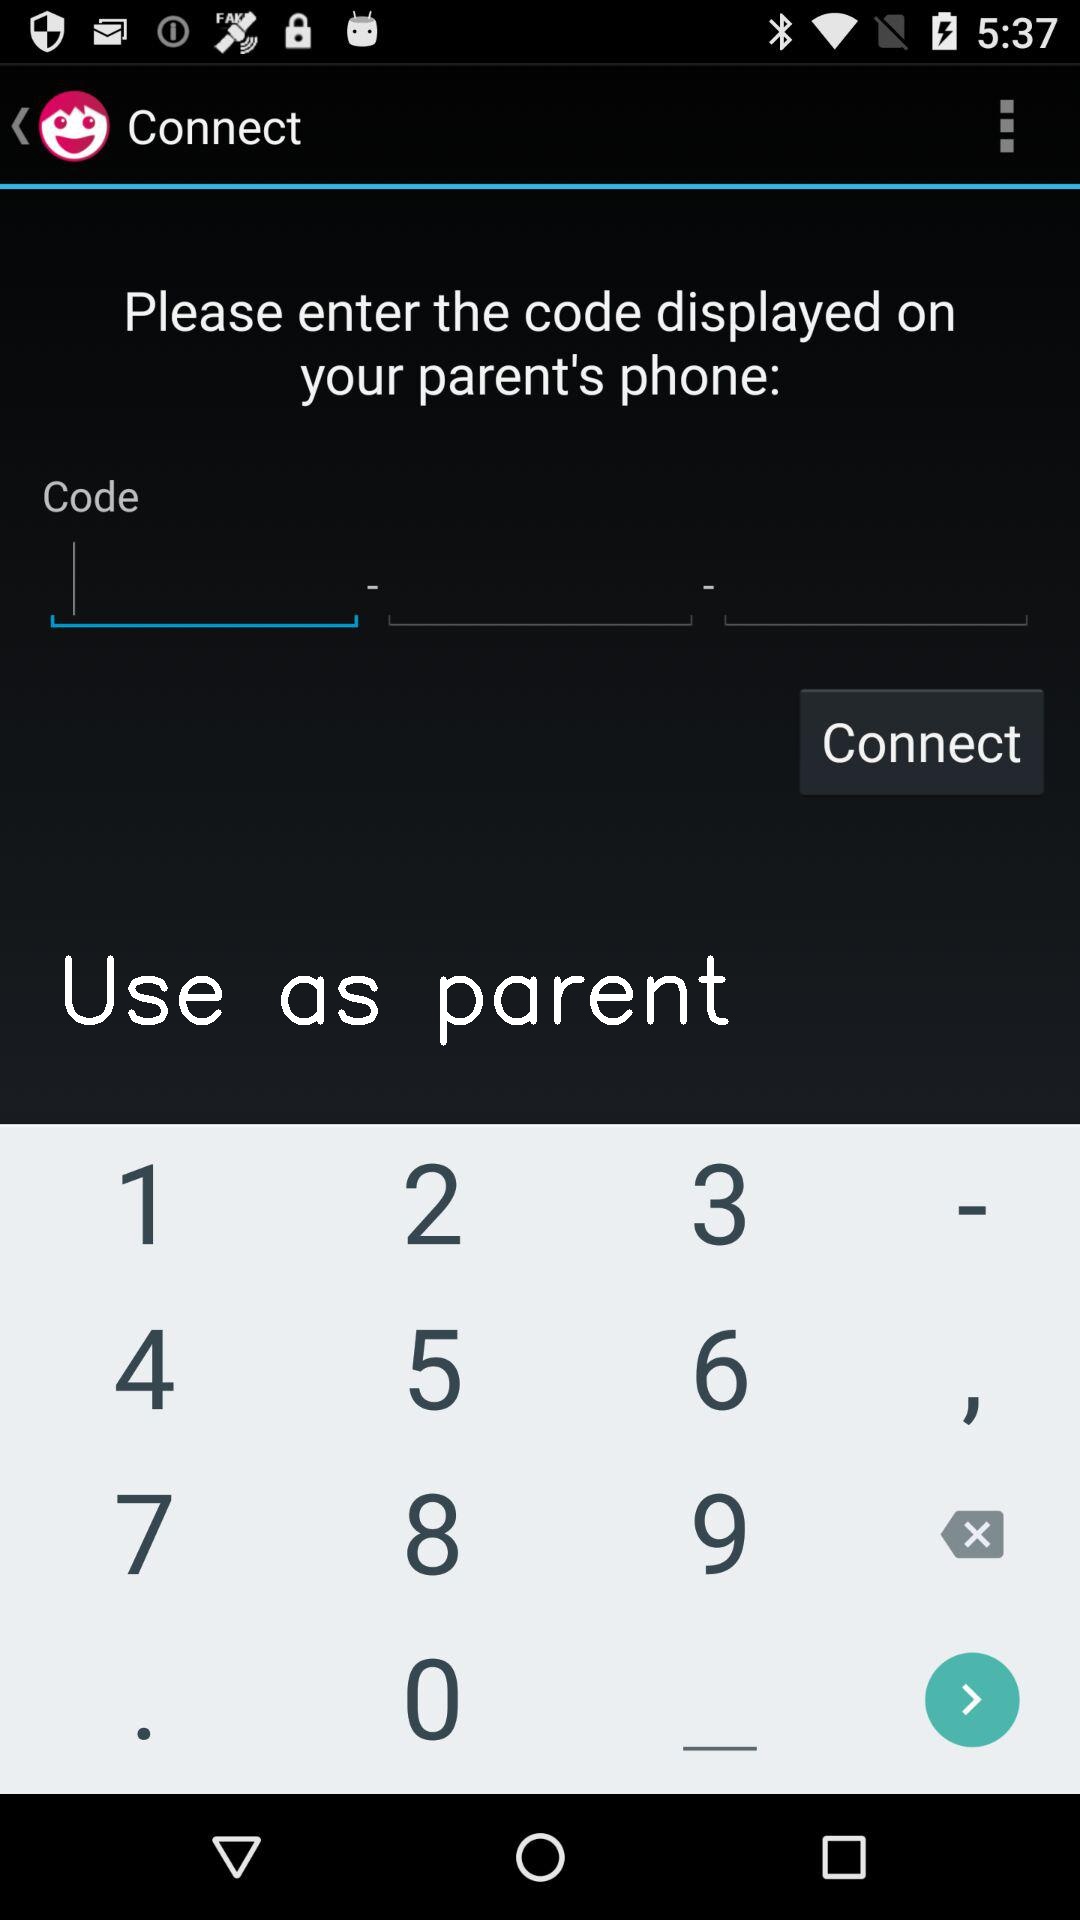 FAKE
5:37
Connect
Please enter the code displayed on
your parent's phone:
Code
- -
Connect
Use as parent
1 2 3 -
4 5 6 ,
7 8 9
. 0 _